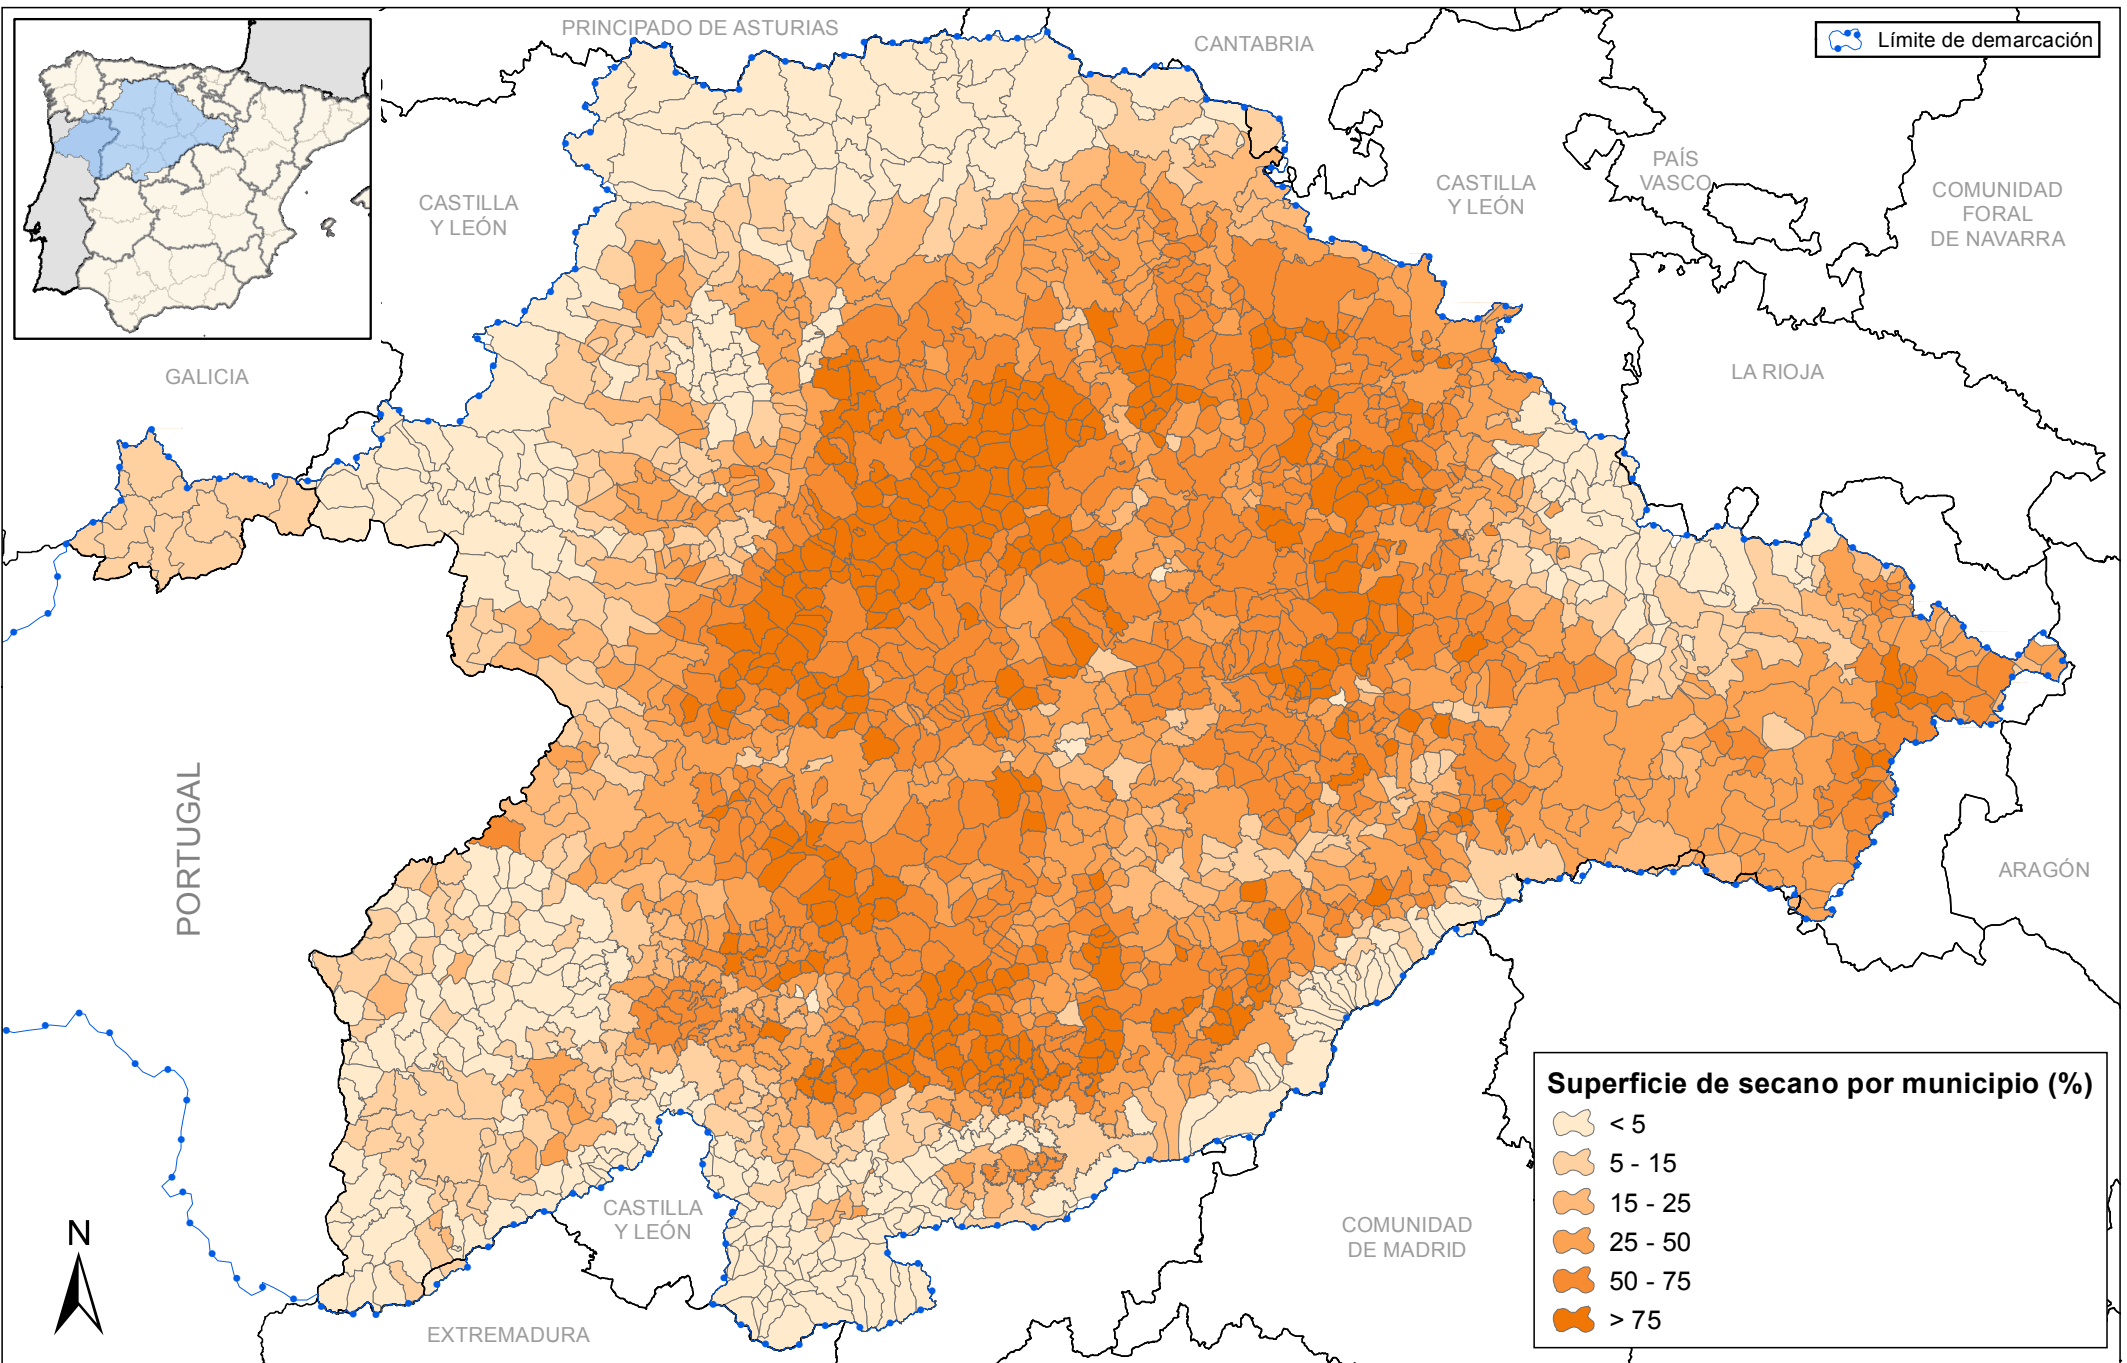 PRINCIPADO DE ASTURIAS
CANTABRIA
Límite de demarcación
CASTILLA
Y LEÓN
CASTILLA
Y LEÓN
PAÍS
VASCO
COMUNIDAD
FORAL
DE NAVARRA
GALICIA
LA RIOJA
PORTUGAL
ARAGÓN
CASTILLA
Y LEÓN
COMUNIDAD
DE MADRID
EXTREMADURA
N
Superficie de secano por municipio (%)
< 5
5 - 15
15 - 25
25 - 50
50 - 75
> 75